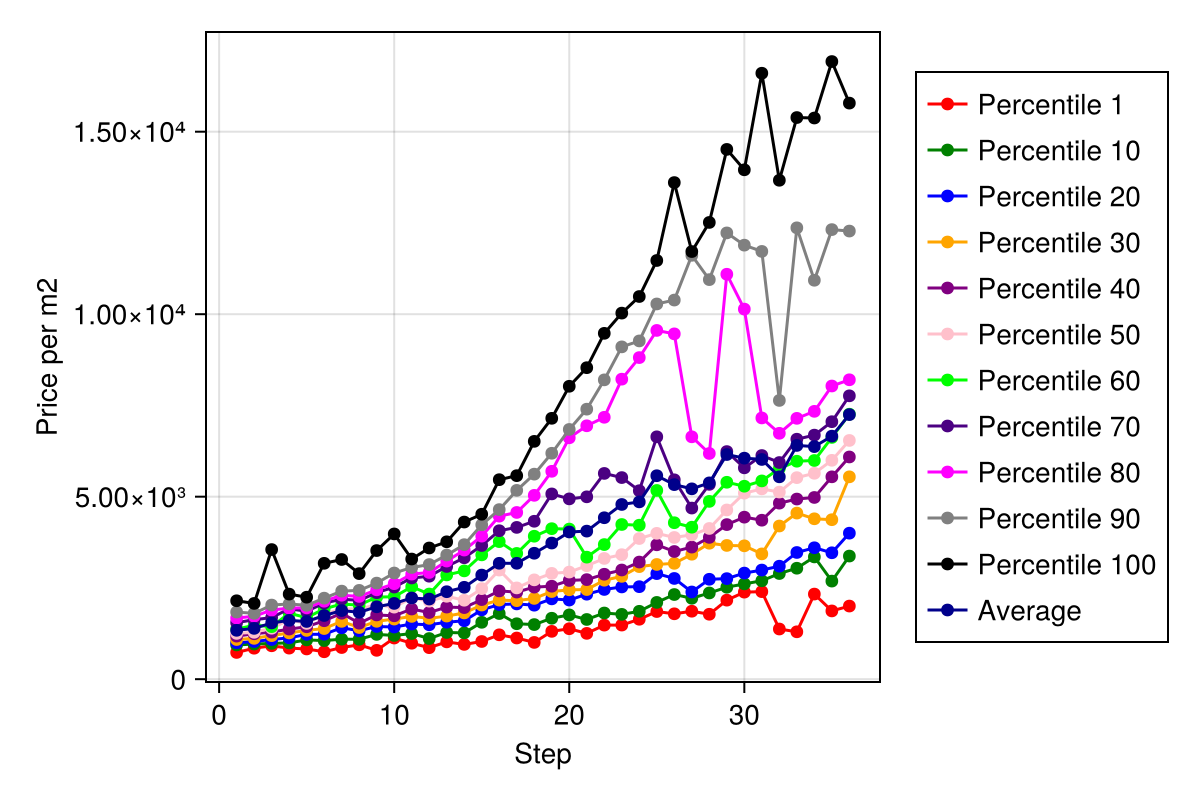 Price per m2
1.50×10⁴
1.00×10⁴
5.00×10³
0
0 10 20 30
Step
Percentile 1
Percentile 10
Percentile 20
Percentile 30
Percentile 40
Percentile 50
Percentile 60
Percentile 70
Percentile 80
Percentile 90
Percentile 100
Average